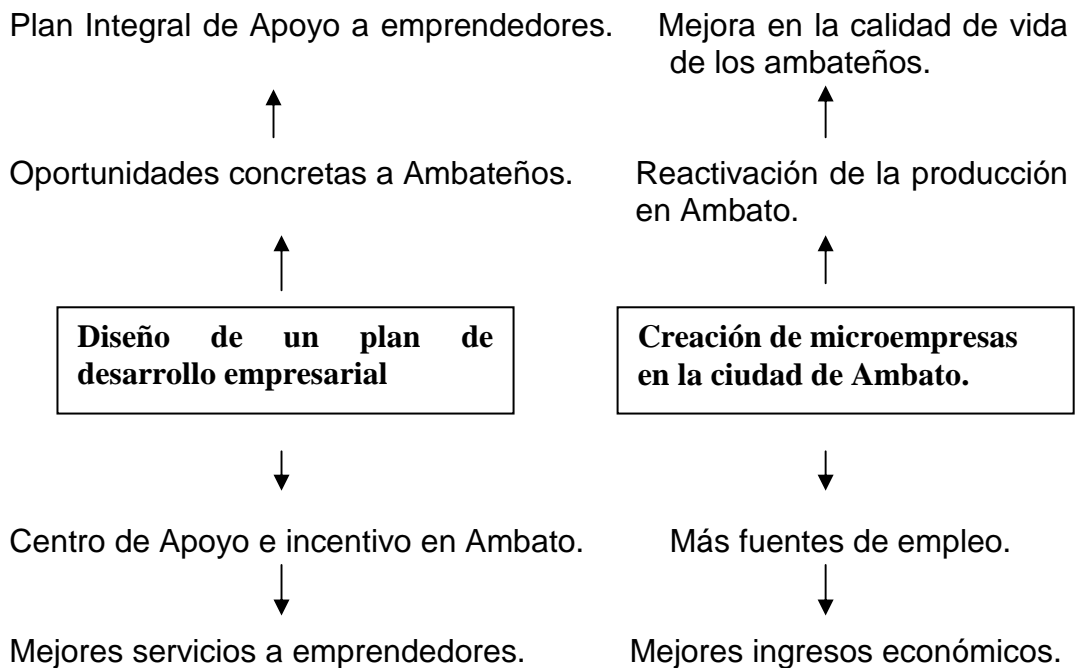 Plan Integral de Apoyo a emprendedores.
Mejora en la calidad de vida
de los ambateños.
Oportunidades concretas a Ambateños.
Reactivación de la producción
en Ambato.
Diseño de un plan de
desarrollo empresarial
Creación de microempresas
en la ciudad de Ambato.
Centro de Apoyo e incentivo en Ambato.
Más fuentes de empleo.
Mejores servicios a emprendedores.
Mejores ingresos económicos.